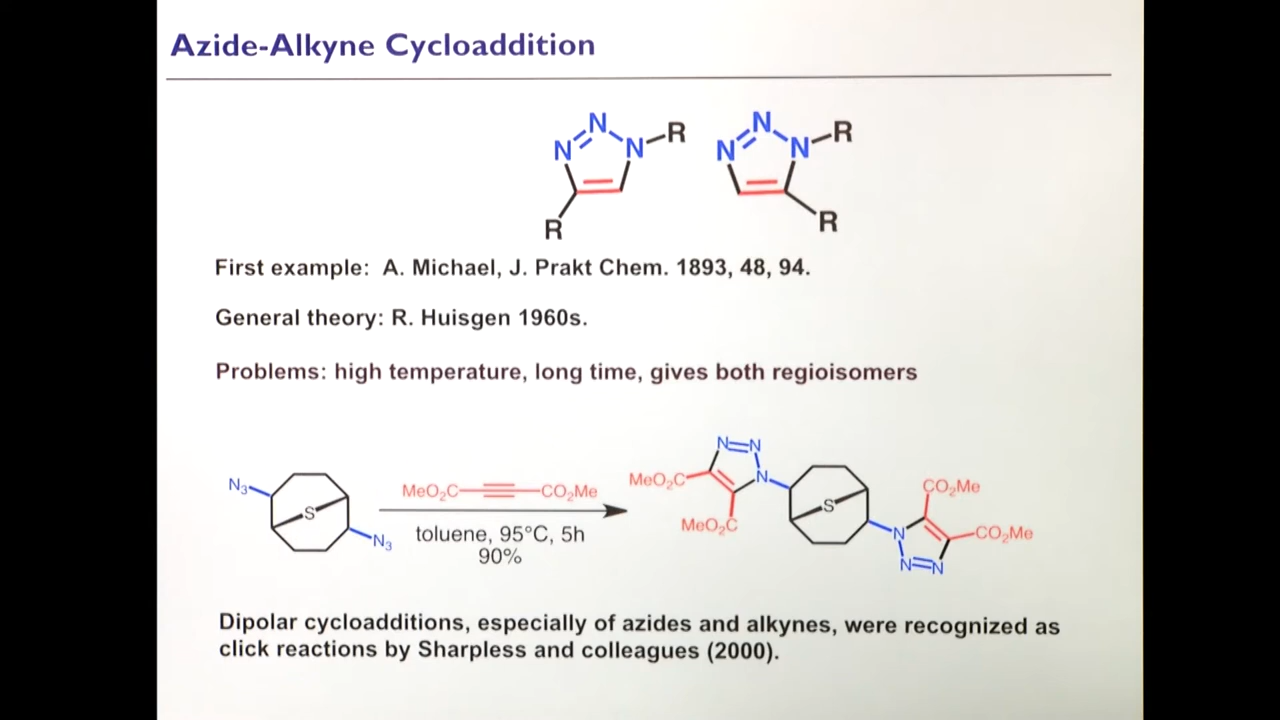 Azide-Alkyne Cycloaddition
N N N R R
N N N R R
First example: A. Michael, J. Prakt Chem. 1893, 48, 94.
General theory: R. Huisgen 1960s.
Problems: high temperature, long time, gives both regioisomers
N₃ S N₃
MeO₂C CO₂Me
toluene, 95°C, 5h
90%
MeO₂C MeO₂C N N N S N N N CO₂Me CO₂Me
Dipolar cycloadditions, especially of azides and alkynes, were recognized as
click reactions by Sharpless and colleagues (2000).